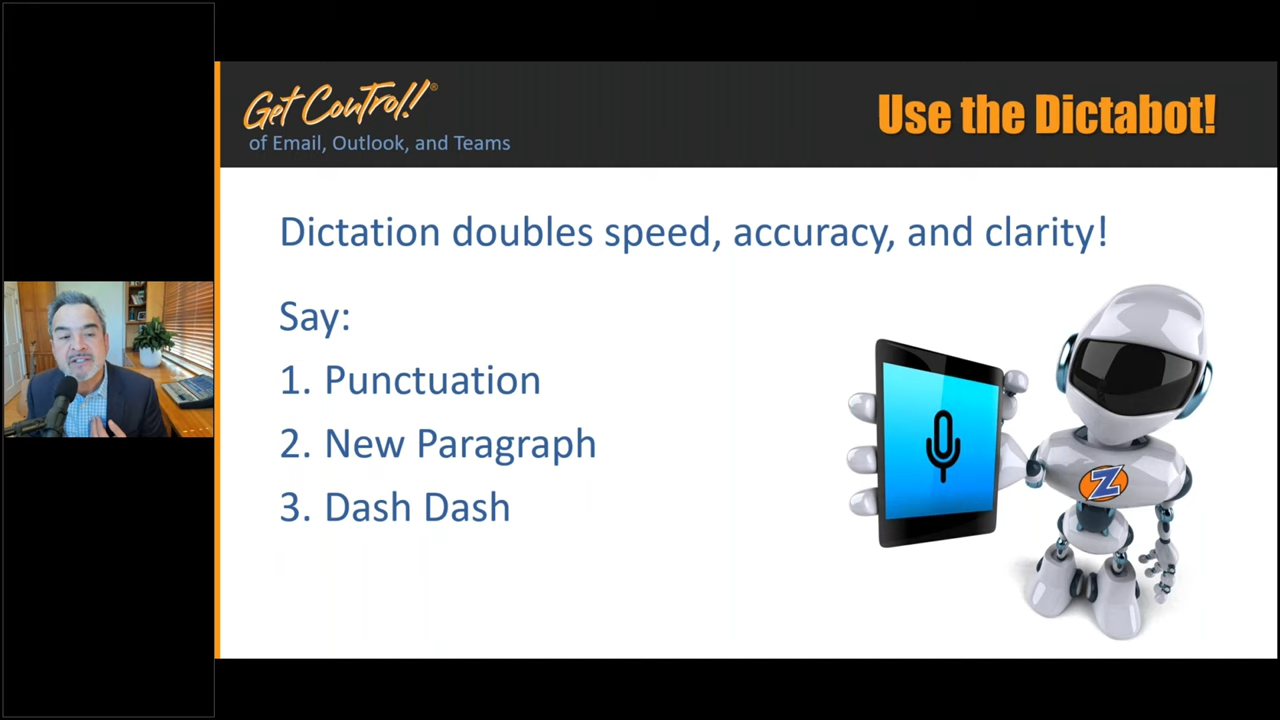 Get Control!®
of Email, Outlook, and Teams
Use the Dictabot!
Dictation doubles speed, accuracy, and clarity!
Say:
1. Punctuation
2. New Paragraph
3. Dash Dash
Z